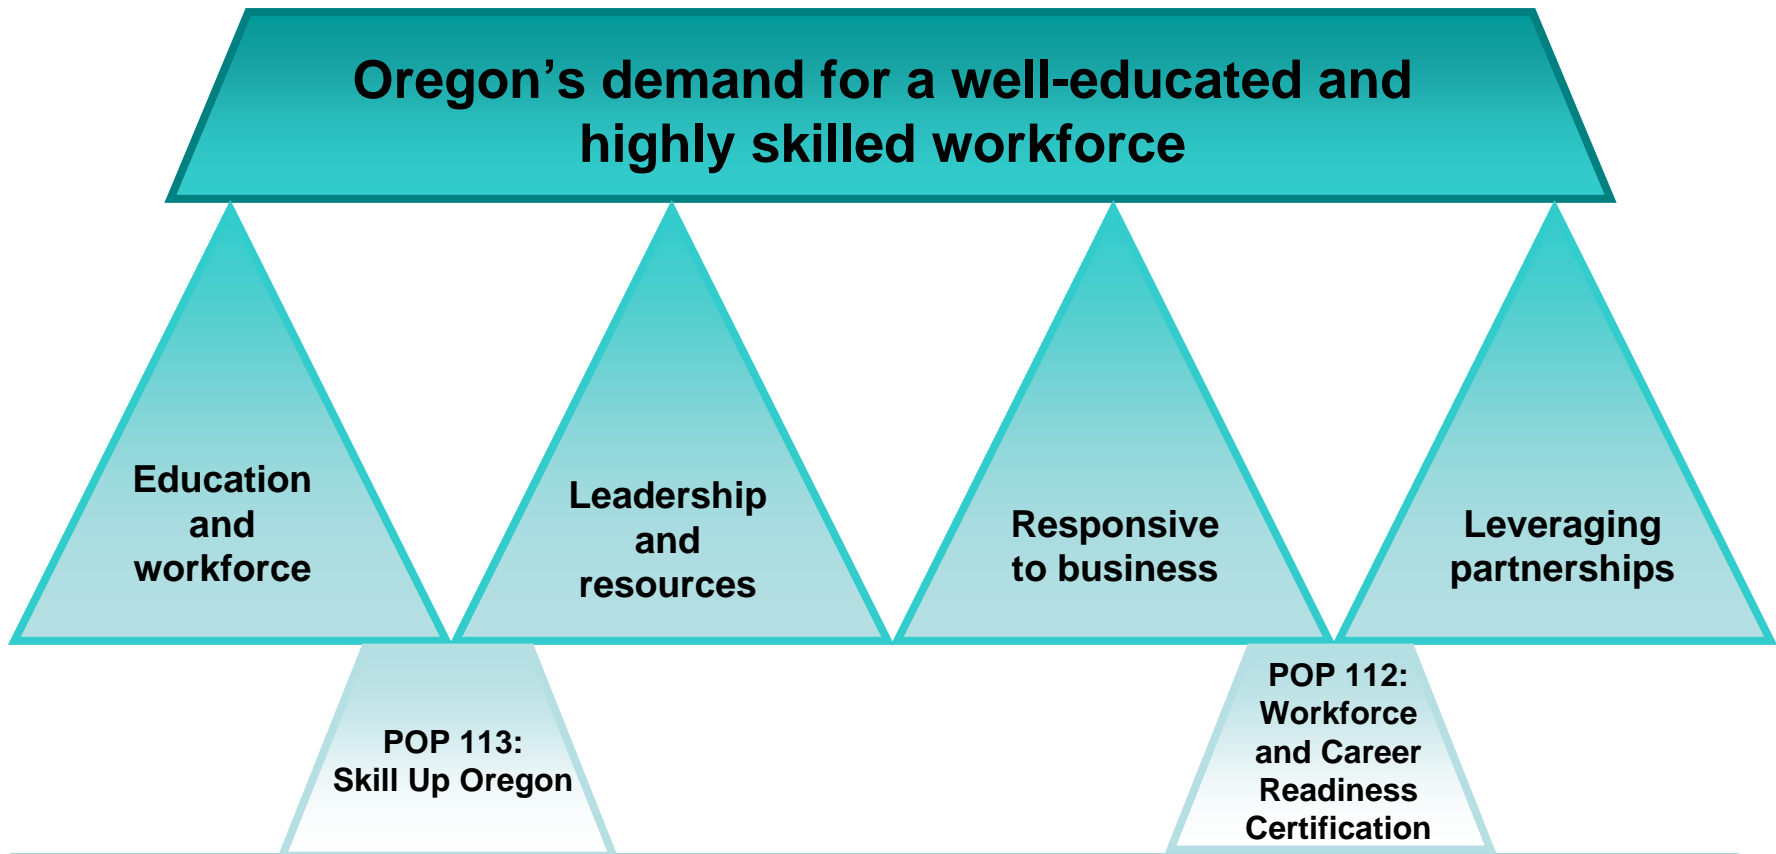 Oregon’s demand for a well-educated and
highly skilled workforce
Education
and
workforce
Leadership
and
resources
Responsive
to business
Leveraging
partnerships
POP 113:
Skill Up Oregon
POP 112:
Workforce
and Career
Readiness
Certification